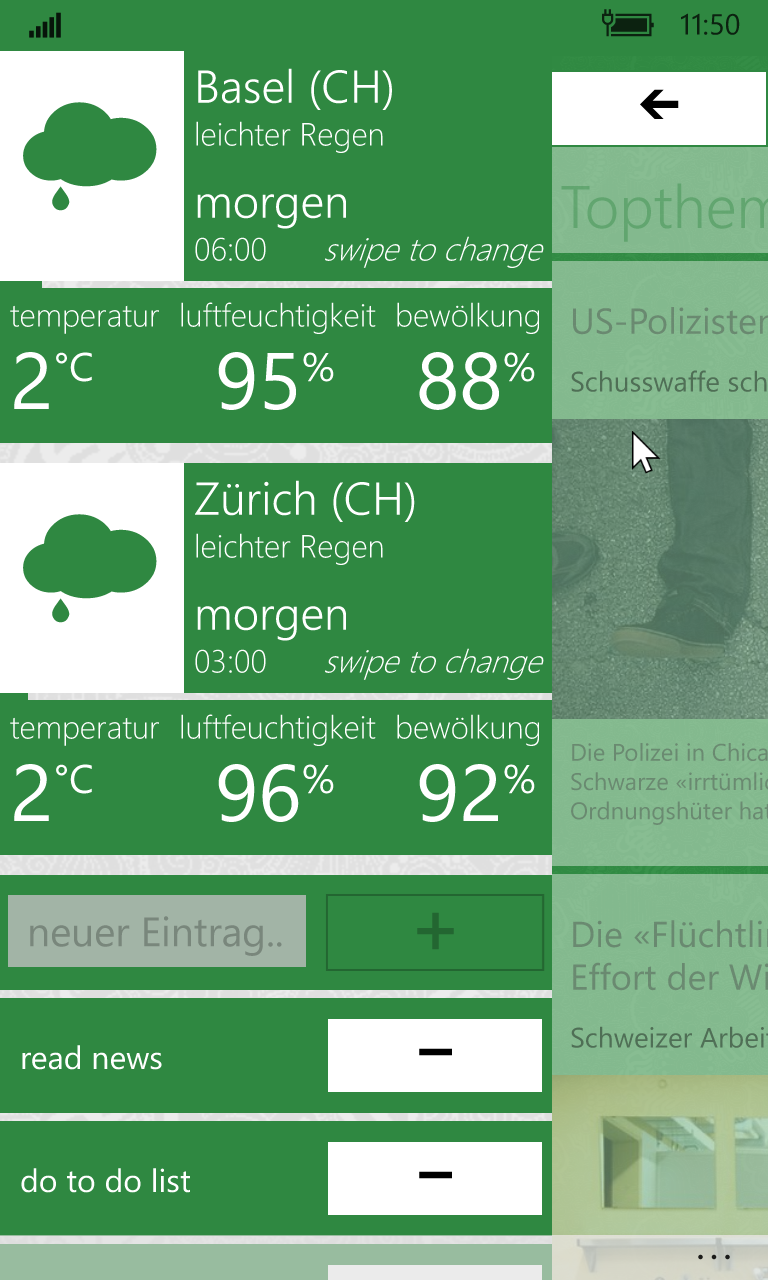 11:50
Basel (CH)
leichter Regen
morgen
06:00 swipe to change
temperatur luftfeuchtigkeit bewölkung
2°C 95% 88%
Zürich (CH)
leichter Regen
morgen
03:00 swipe to change
temperatur luftfeuchtigkeit bewölkung
2°C 96% 92%
neuer Eintrag.. +
read news −
do to do list −
Topthem
US-Polizister
Schusswaffe sch
Die Polizei in Chica
Schwarze «irrtümlic
Ordnungshüter hat
Die «Flüchtli
Effort der Wi
Schweizer Arbeit
...